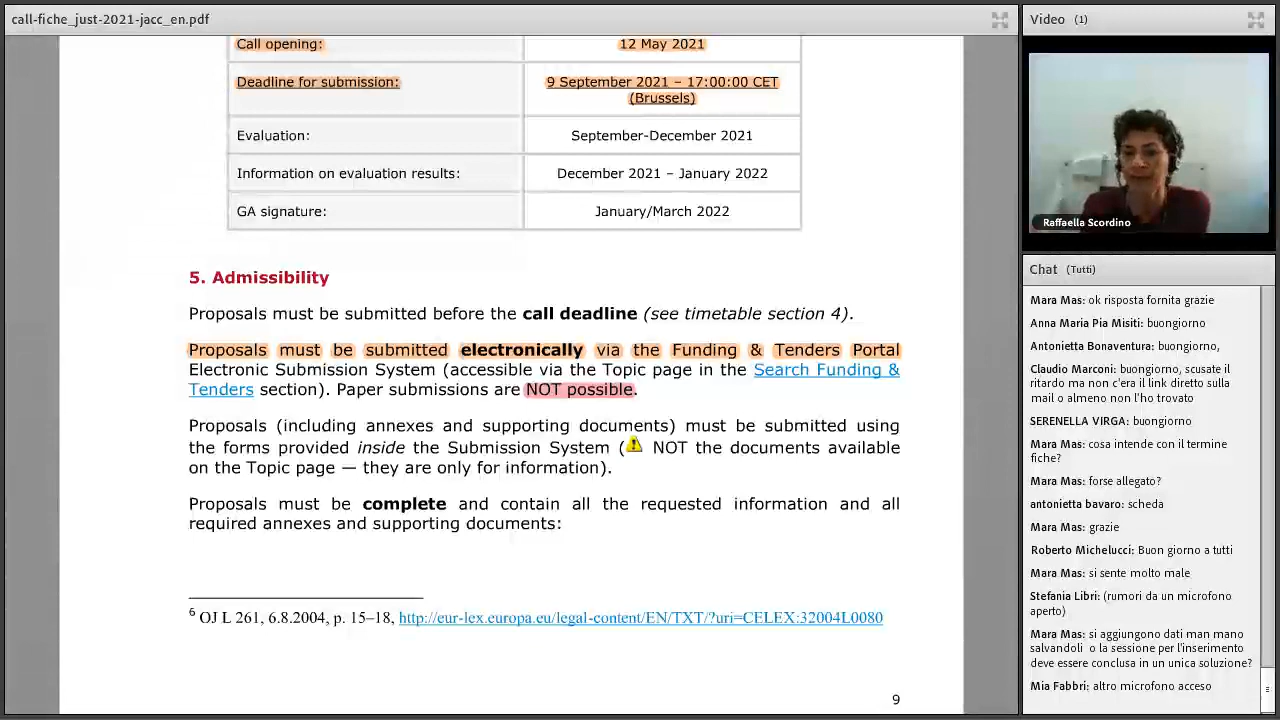 call-fiche_just-2021-jacc_en.pdf
Call opening: 12 May 2021
Deadline for submission: 9 September 2021 – 17:00:00 CET
(Brussels)
Evaluation: September-December 2021
Information on evaluation results: December 2021 – January 2022
GA signature: January/March 2022
5. Admissibility
Proposals must be submitted before the call deadline (see timetable section 4).
Proposals must be submitted electronically via the Funding & Tenders Portal
Electronic Submission System (accessible via the Topic page in the Search Funding &
Tenders section). Paper submissions are NOT possible.
Proposals (including annexes and supporting documents) must be submitted using
the forms provided inside the Submission System (⚠ NOT the documents available
on the Topic page — they are only for information).
Proposals must be complete and contain all the requested information and all
required annexes and supporting documents:
6 OJ L 261, 6.8.2004, p. 15–18, http://eur-lex.europa.eu/legal-content/EN/TXT/?uri=CELEX:32004L0080
9
Video (1)
Raffaella Scordino
Chat (Tutti)
Mara Mas: ok risposta fornita grazie
Anna Maria Pia Misiti: buongiorno
Antonietta Bonaventura: buongiorno,
Claudio Marconi: buongiorno, scusate il
ritardo ma non c'era il link diretto sulla
mail o almeno non l'ho trovato
SERENELLA VIRGA: buongiorno
Mara Mas: cosa intende con il termine
fiche?
Mara Mas: forse allegato?
antonietta bavaro: scheda
Mara Mas: grazie
Roberto Michelucci: Buon giorno a tutti
Mara Mas: si sente molto male
Stefania Libri: (rumori da un microfono
aperto)
Mara Mas: si aggiungono dati man mano
salvandoli o la sessione per l'inserimento
deve essere conclusa in un unica soluzione?
Mia Fabbri: altro microfono acceso